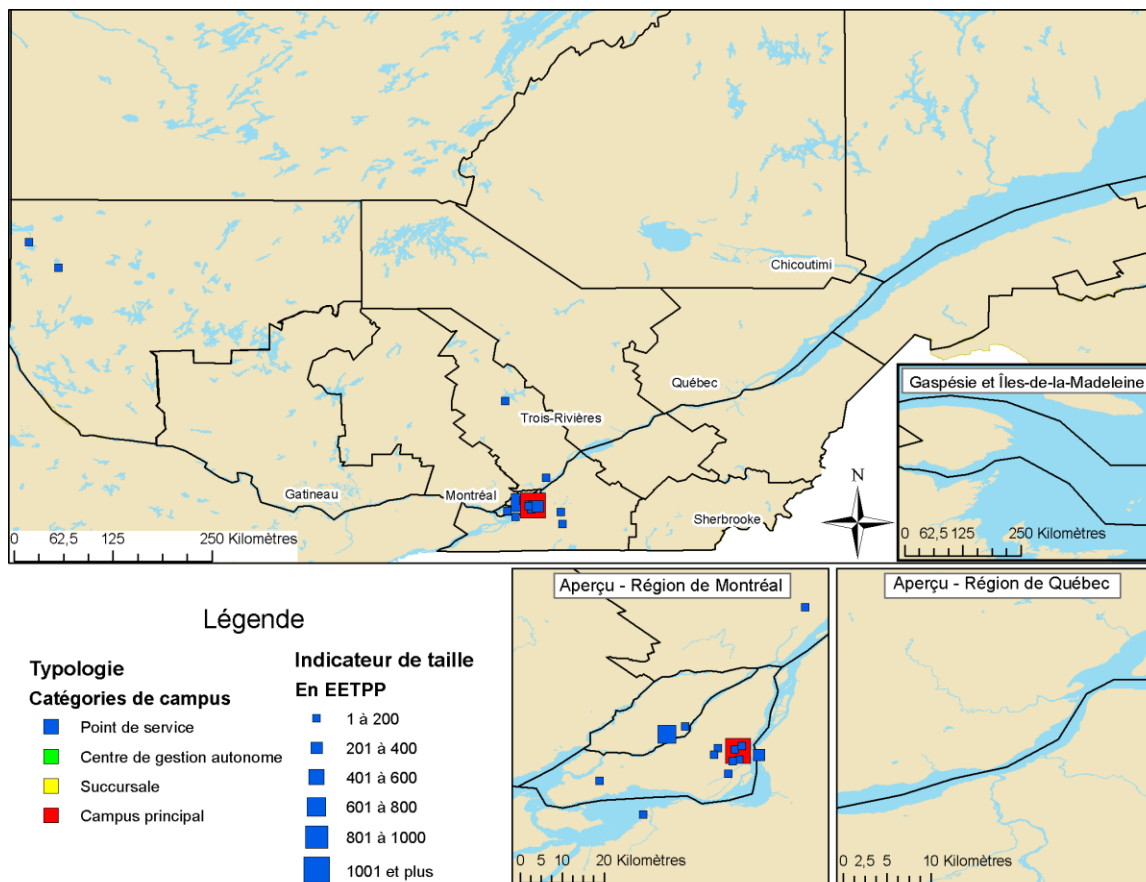 Chicoutimi
Québec
Gaspésie et Îles-de-la-Madeleine
Trois-Rivières
Gatineau
Montréal
Sherbrooke
N
0 62,5 125 250 Kilomètres
0 62,5 125 250 Kilomètres
Légende
Typologie
Catégories de campus
Point de service
Centre de gestion autonome
Succursale
Campus principal
Indicateur de taille
En EETPP
1 à 200
201 à 400
401 à 600
601 à 800
801 à 1000
1001 et plus
Aperçu - Région de Montréal
0 5 10 20 Kilomètres
Aperçu - Région de Québec
0 2,5 5 10 Kilomètres